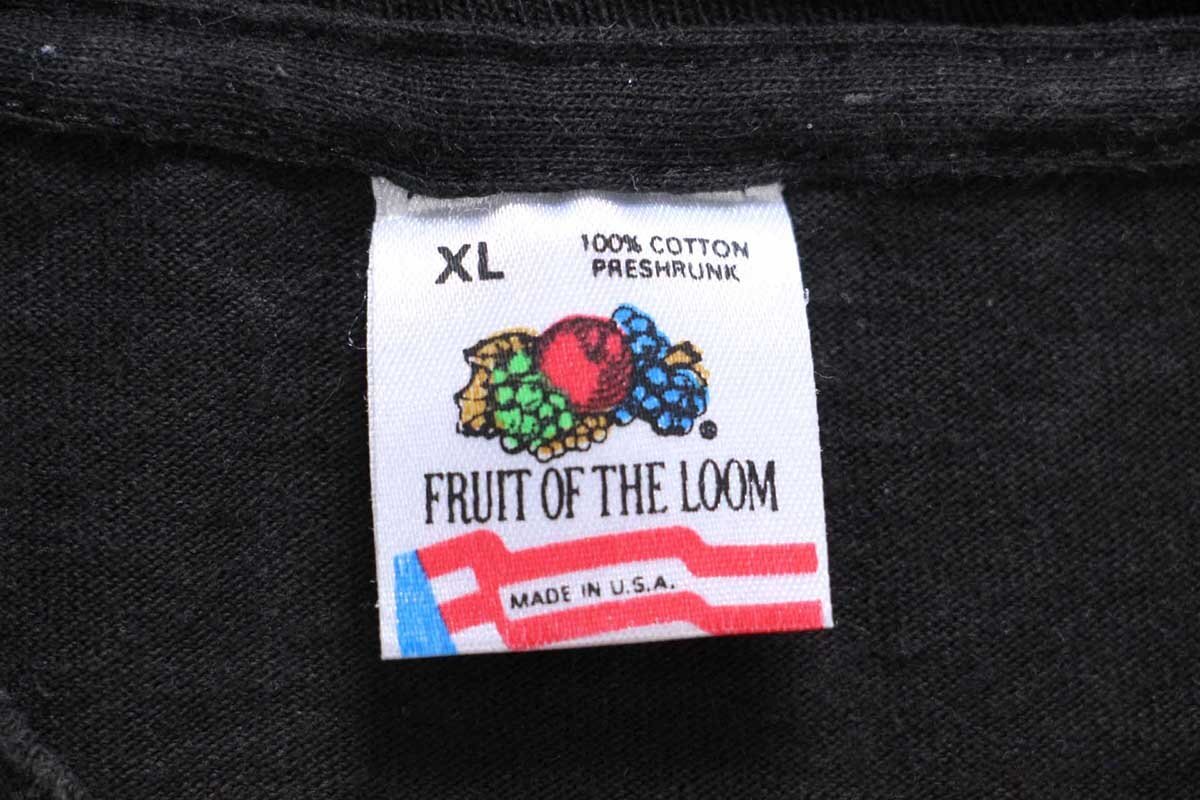 XL
100% COTTON
PRESHRUNK
®
FRUIT OF THE LOOM
MADE IN U.S.A.